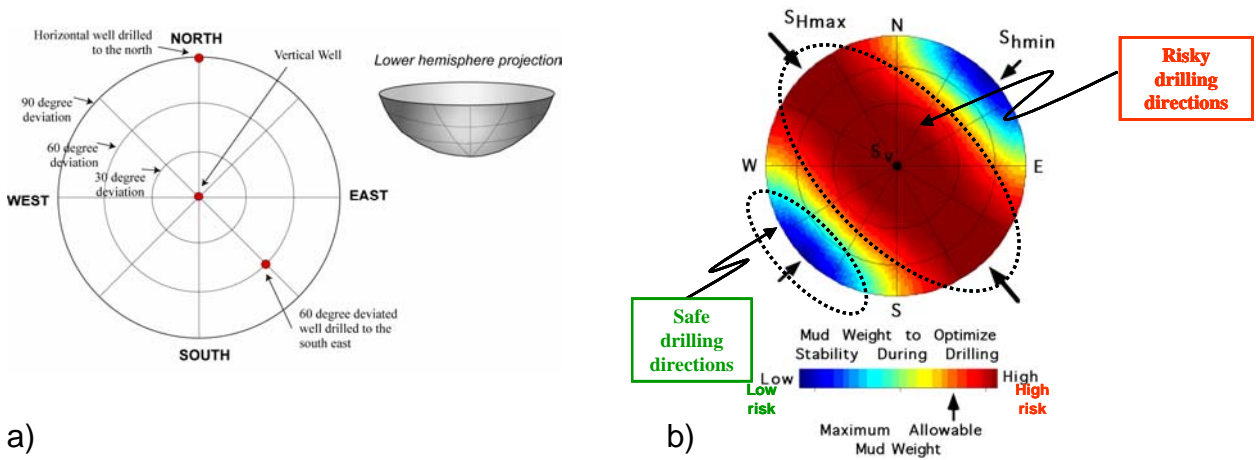 Horizontal well drilled
to the north
NORTH
Vertical Well
Lower hemisphere projection
90 degree
deviation
60 degree
deviation
30 degree
deviation
WEST
EAST
60 degree deviated
well drilled to the
south east
SOUTH
a)
SHmax
N
Shmin
Risky
drilling
directions
W
Sv
E
S
Safe
drilling
directions
Mud Weight to Optimize
Stability During Drilling
Low
High
Low
risk
High
risk
Maximum Allowable
Mud Weight
b)